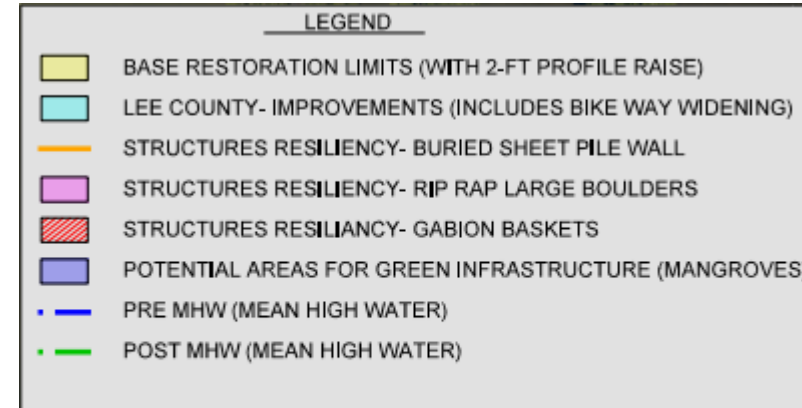 LEGEND
BASE RESTORATION LIMITS (WITH 2-FT PROFILE RAISE)
LEE COUNTY- IMPROVEMENTS (INCLUDES BIKE WAY WIDENING)
STRUCTURES RESILIENCY- BURIED SHEET PILE WALL
STRUCTURES RESILIENCY- RIP RAP LARGE BOULDERS
STRUCTURES RESILIANCY- GABION BASKETS
POTENTIAL AREAS FOR GREEN INFRASTRUCTURE (MANGROVES)
PRE MHW (MEAN HIGH WATER)
POST MHW (MEAN HIGH WATER)